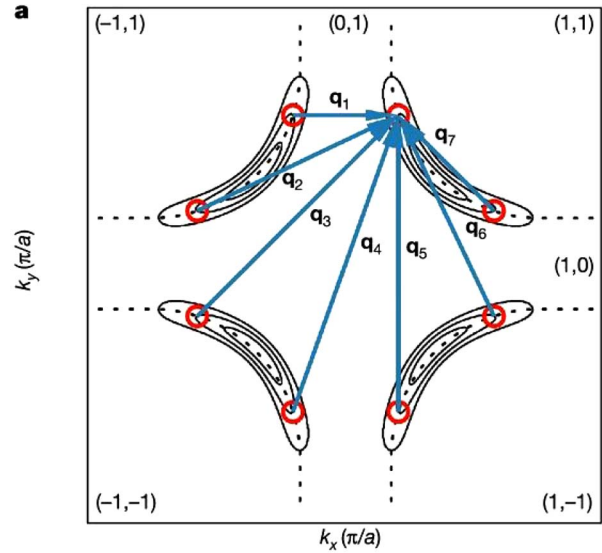 a
(–1,1) (0,1) (1,1)
q1
q7
q2
q3
q6
q4
q5
(1,0)
ky (π/a)
(–1,–1) (1,–1)
kx (π/a)